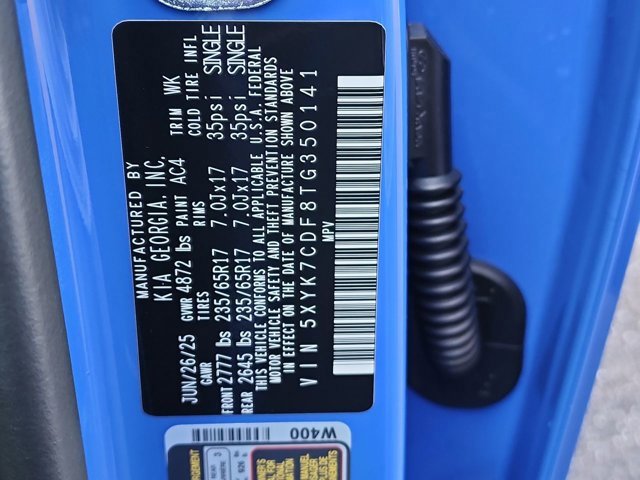 MANUFACTURED BY
KIA GEORGIA, INC.
JUN/26/25 GVWR 4872 lbs PAINT AC4 TRIM WK
GAWR TIRES RIMS COLD TIRE INFL
FRONT 2777 lbs 235/65R17 7.0Jx17 35psi SINGLE
REAR 2645 lbs 235/65R17 7.0Jx17 35psi SINGLE
THIS VEHICLE CONFORMS TO ALL APPLICABLE U.S.A. FEDERAL
MOTOR VEHICLE SAFETY AND THEFT PREVENTION STANDARDS
IN EFFECT ON THE DATE OF MANUFACTURE SHOWN ABOVE
VIN 5XYK7CDF8TG350141
MPV
W400